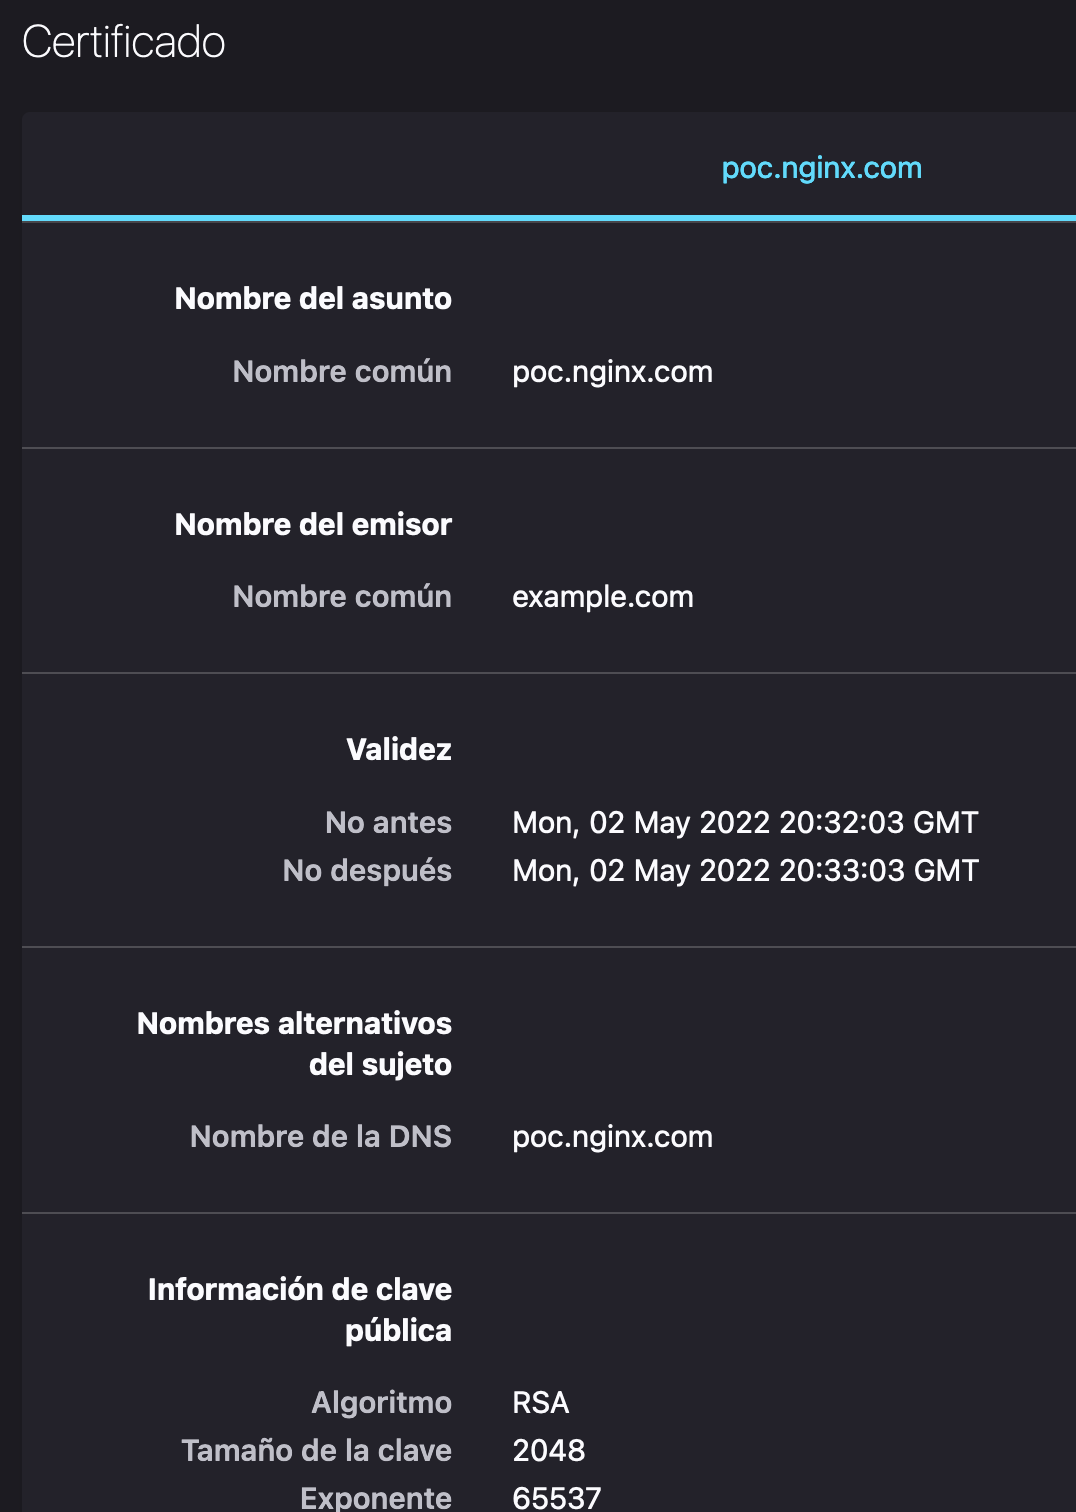 Certificado
poc.nginx.com
Nombre del asunto
Nombre común poc.nginx.com
Nombre del emisor
Nombre común example.com
Validez
No antes Mon, 02 May 2022 20:32:03 GMT
No después Mon, 02 May 2022 20:33:03 GMT
Nombres alternativos
del sujeto
Nombre de la DNS poc.nginx.com
Información de clave
pública
Algoritmo RSA
Tamaño de la clave 2048
Exponente 65537